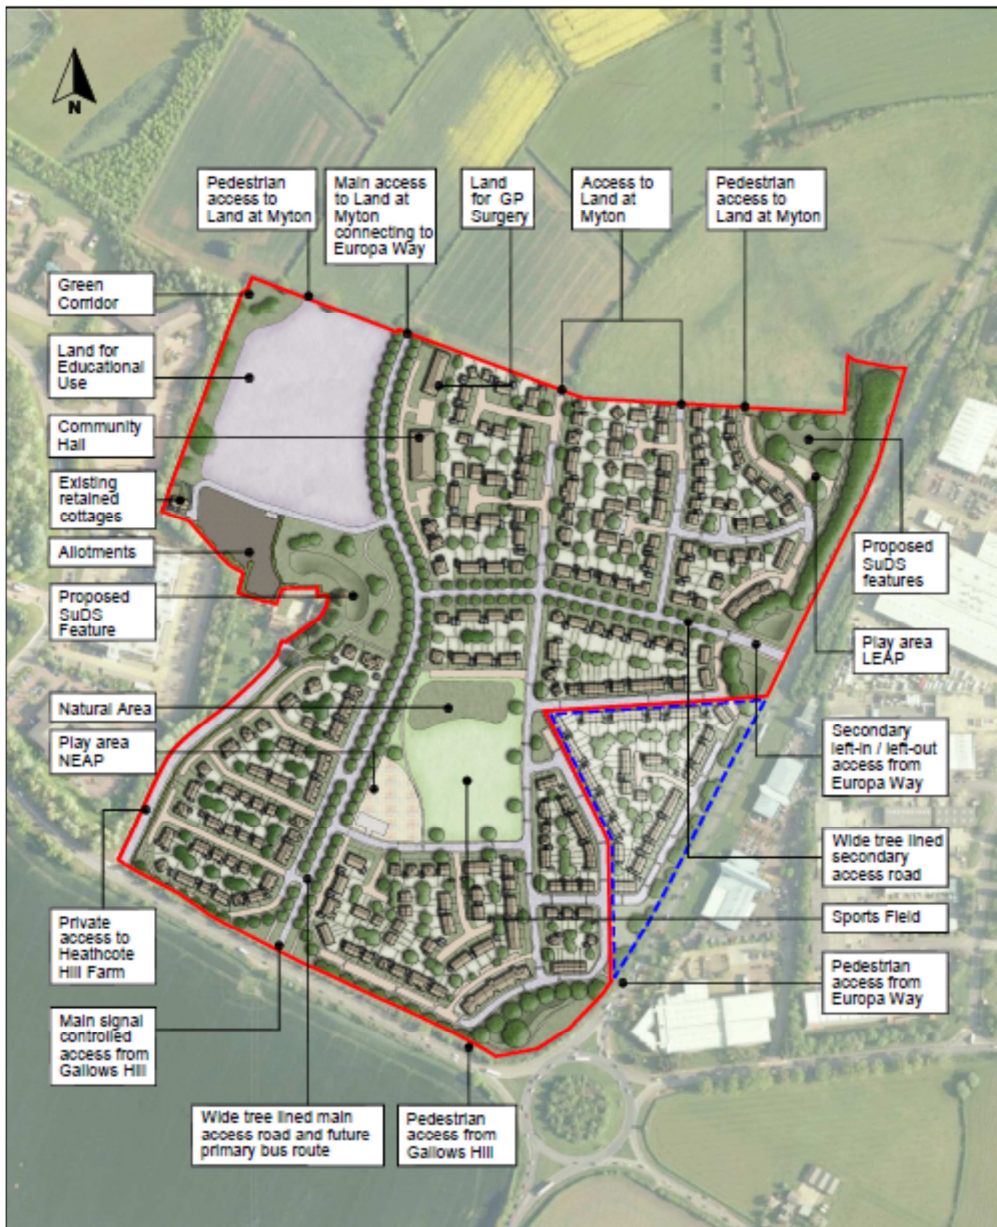 N
Pedestrian
access to
Land at Myton
Main access
to Land at
Myton
connecting to
Europa Way
Land
for GP
Surgery
Access to
Land at
Myton
Pedestrian
access to
Land at Myton
Green
Corridor
Land for
Educational
Use
Community
Hall
Existing
retained
cottages
Allotments
Proposed
SuDS
Feature
Natural Area
Play area
NEAP
Private
access to
Heathcote
Hill Farm
Main signal
controlled
access from
Gallows Hill
Wide tree lined main
access road and future
primary bus route
Pedestrian
access from
Gallows Hill
Proposed
SuDS
features
Play area
LEAP
Secondary
left-in / left-out
access from
Europa Way
Wide tree lined
secondary
access road
Sports Field
Pedestrian
access from
Europa Way